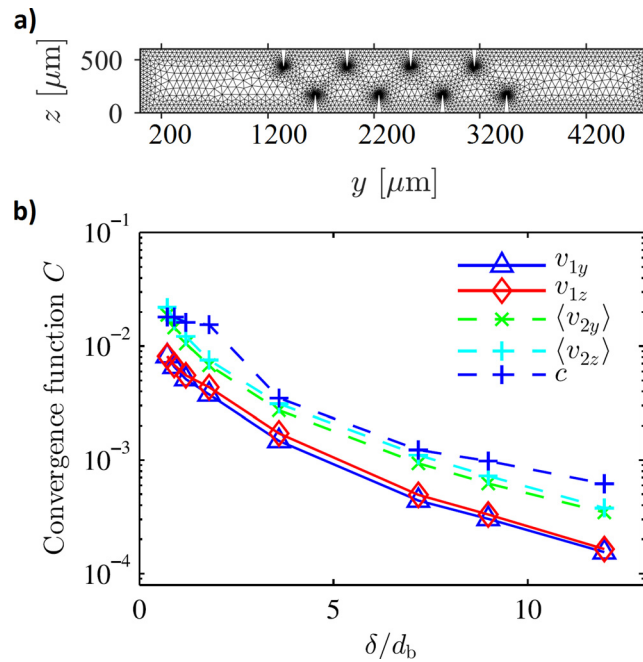 a)
z [μm]
500
0
200 1200 2200 3200 4200
y [μm]
b)
Convergence function C
10⁻¹
10⁻²
10⁻³
10⁻⁴
v₁y
v₁z
⟨v₂y⟩
⟨v₂z⟩
c
0 5 10
δ/d_b